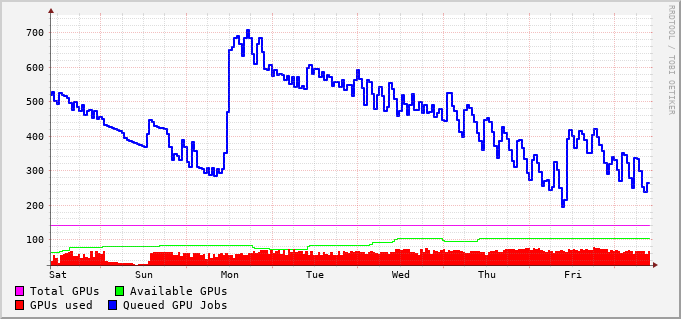 700
600
500
400
300
200
100
Sat Sun Mon Tue Wed Thu Fri
Total GPUs Available GPUs
GPUs used Queued GPU Jobs
RRDTOOL / TOBI OETIKER